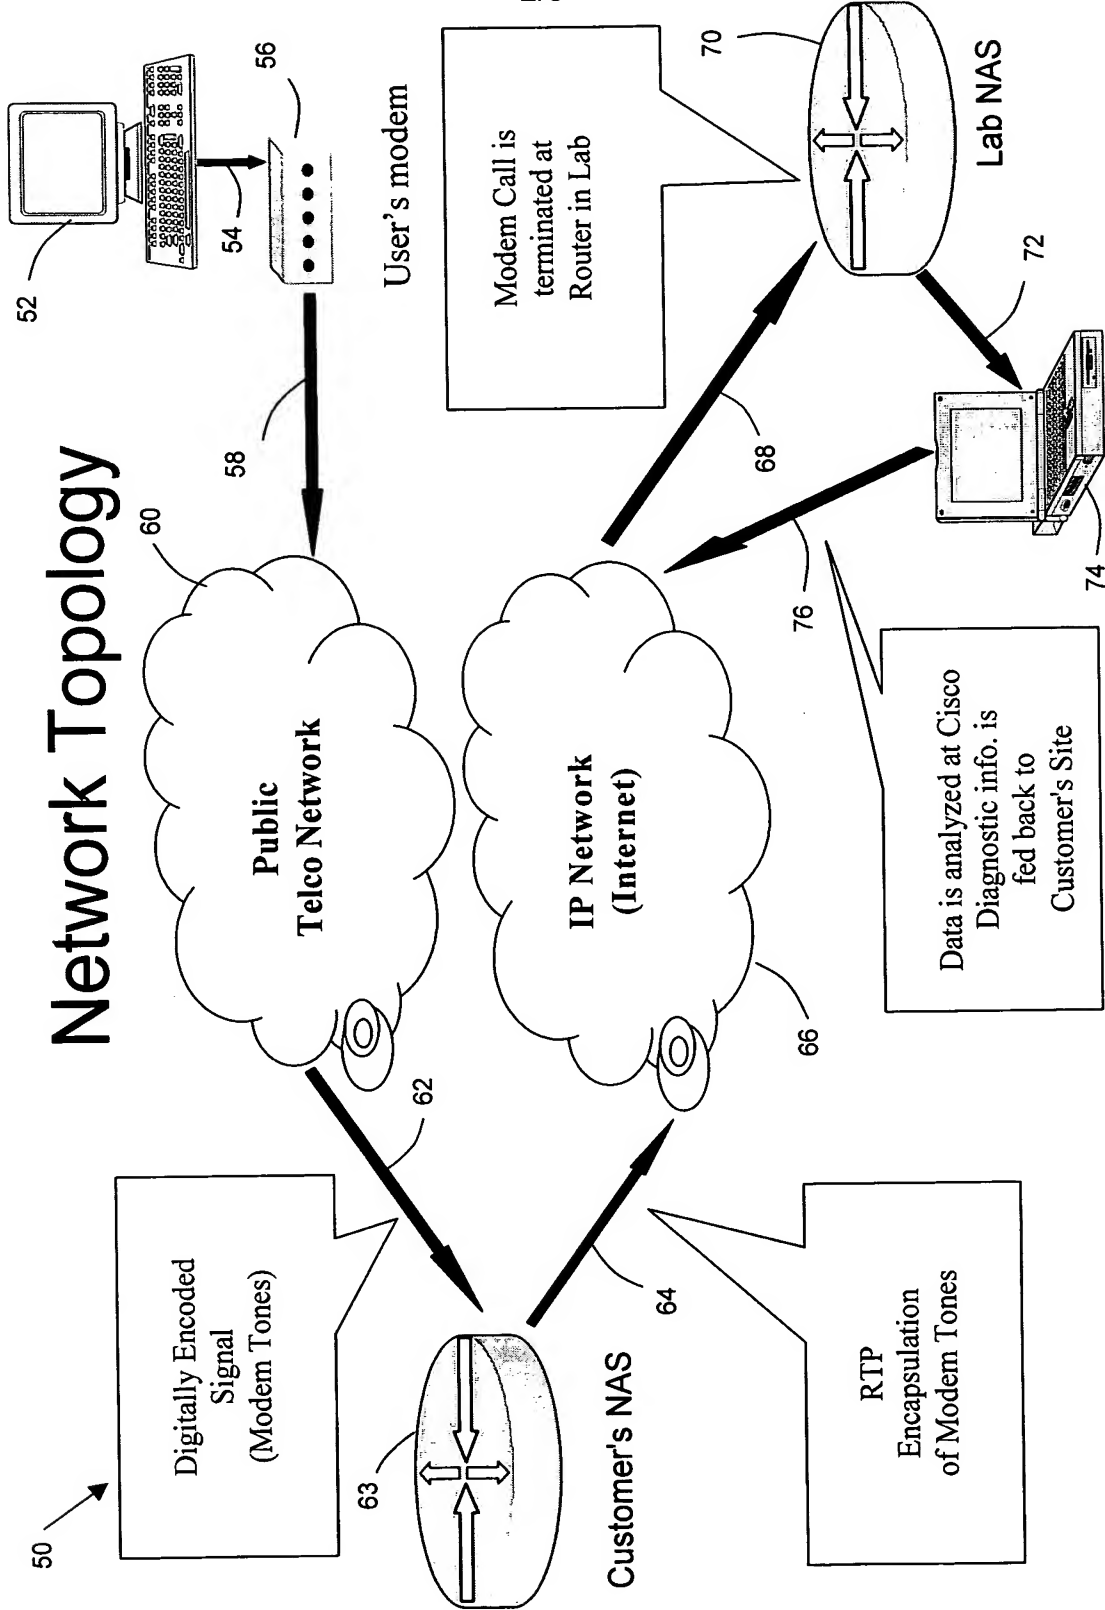 Network Topology
50
52
54
56
User's modem
58
60
Public
Telco Network
62
Digitally Encoded
Signal
(Modem Tones)
63
Customer's NAS
64
RTP
Encapsulation
of Modem Tones
IP Network
(Internet)
66
68
Modem Call is
terminated at
Router in Lab
70
Lab NAS
72
74
76
Data is analyzed at Cisco
Diagnostic info. is
fed back to
Customer's Site